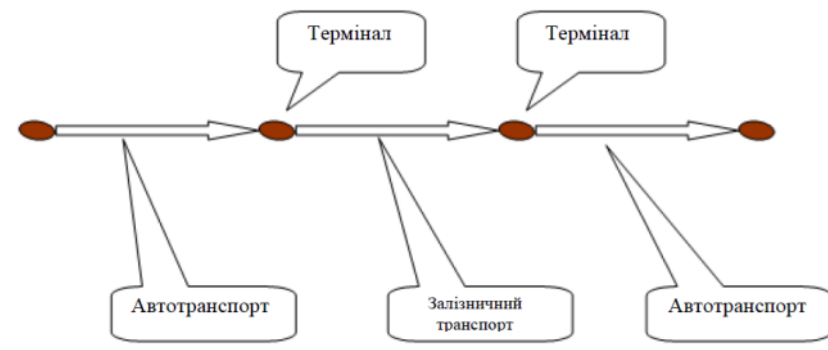 Термінал
Термінал
Автотранспорт
Залізничний
транспорт
Автотранспорт